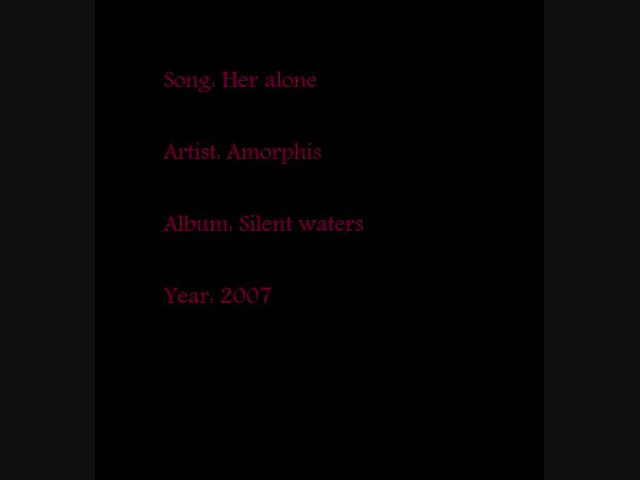 Song: Her alone
Artist: Amorphis
Album: Silent waters
Year: 2007